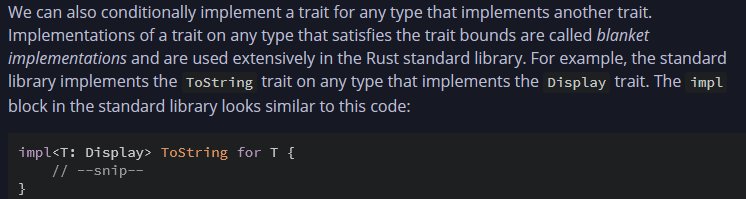 We can also conditionally implement a trait for any type that implements another trait.
Implementations of a trait on any type that satisfies the trait bounds are called blanket
implementations and are used extensively in the Rust standard library. For example, the standard
library implements the ToString trait on any type that implements the Display trait. The impl
block in the standard library looks similar to this code:
impl<T: Display> ToString for T {
    // --snip--
}